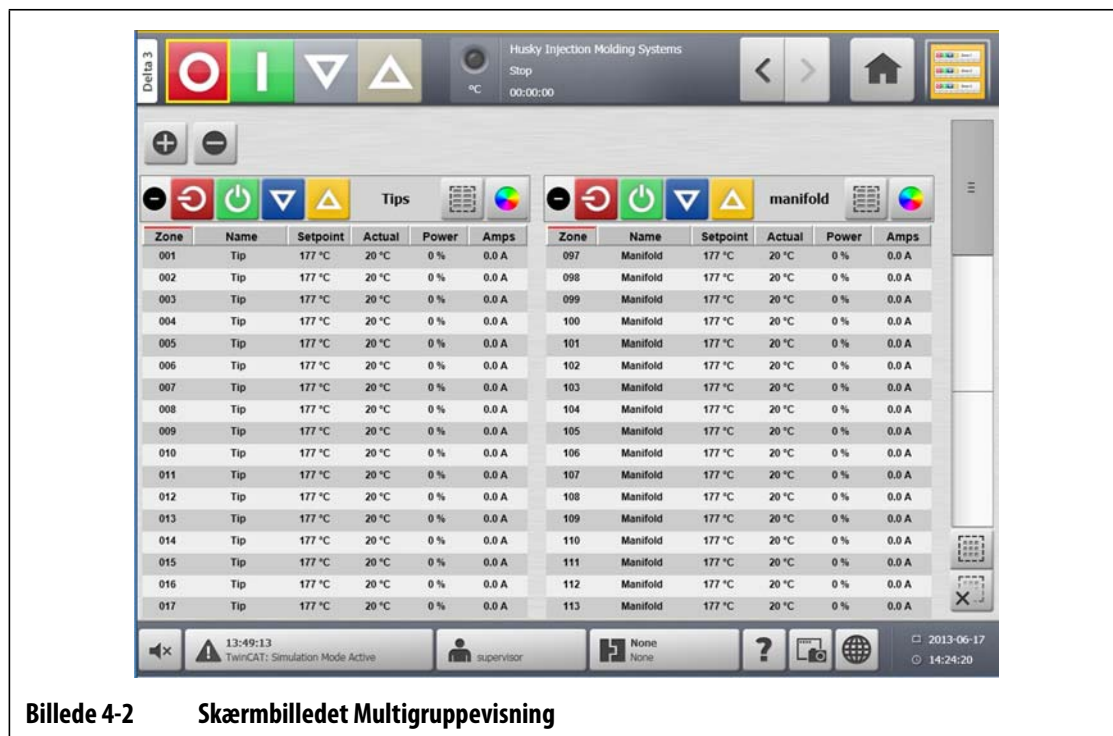 Delta 3
Husky Injection Molding Systems
Stop
°C 00:00:00
Tips
Zone Name Setpoint Actual Power Amps
001 Tip 177 °C 20 °C 0 % 0.0 A
002 Tip 177 °C 20 °C 0 % 0.0 A
003 Tip 177 °C 20 °C 0 % 0.0 A
004 Tip 177 °C 20 °C 0 % 0.0 A
005 Tip 177 °C 20 °C 0 % 0.0 A
006 Tip 177 °C 20 °C 0 % 0.0 A
007 Tip 177 °C 20 °C 0 % 0.0 A
008 Tip 177 °C 20 °C 0 % 0.0 A
009 Tip 177 °C 20 °C 0 % 0.0 A
010 Tip 177 °C 20 °C 0 % 0.0 A
011 Tip 177 °C 20 °C 0 % 0.0 A
012 Tip 177 °C 20 °C 0 % 0.0 A
013 Tip 177 °C 20 °C 0 % 0.0 A
014 Tip 177 °C 20 °C 0 % 0.0 A
015 Tip 177 °C 20 °C 0 % 0.0 A
016 Tip 177 °C 20 °C 0 % 0.0 A
017 Tip 177 °C 20 °C 0 % 0.0 A
manifold
Zone Name Setpoint Actual Power Amps
097 Manifold 177 °C 20 °C 0 % 0.0 A
098 Manifold 177 °C 20 °C 0 % 0.0 A
099 Manifold 177 °C 20 °C 0 % 0.0 A
100 Manifold 177 °C 20 °C 0 % 0.0 A
101 Manifold 177 °C 20 °C 0 % 0.0 A
102 Manifold 177 °C 20 °C 0 % 0.0 A
103 Manifold 177 °C 20 °C 0 % 0.0 A
104 Manifold 177 °C 20 °C 0 % 0.0 A
105 Manifold 177 °C 20 °C 0 % 0.0 A
106 Manifold 177 °C 20 °C 0 % 0.0 A
107 Manifold 177 °C 20 °C 0 % 0.0 A
108 Manifold 177 °C 20 °C 0 % 0.0 A
109 Manifold 177 °C 20 °C 0 % 0.0 A
110 Manifold 177 °C 20 °C 0 % 0.0 A
111 Manifold 177 °C 20 °C 0 % 0.0 A
112 Manifold 177 °C 20 °C 0 % 0.0 A
113 Manifold 177 °C 20 °C 0 % 0.0 A
13:49:13
TwinCAT: Simulation Mode Active
supervisor
None
None
?
2013-06-17
14:24:20
Billede 4-2 Skærmbilledet Multigruppevisning